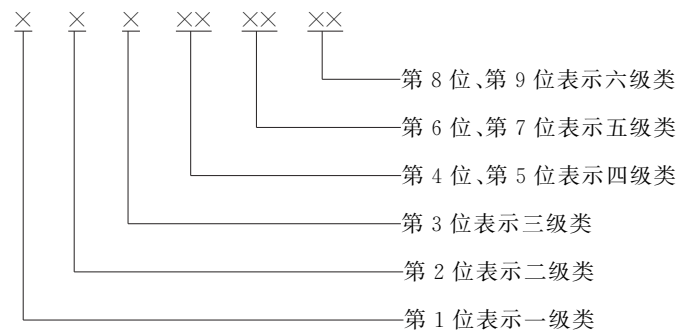 × × × ×× ×× ××
第 8 位、第 9 位表示六级类
第 6 位、第 7 位表示五级类
第 4 位、第 5 位表示四级类
第 3 位表示三级类
第 2 位表示二级类
第 1 位表示一级类